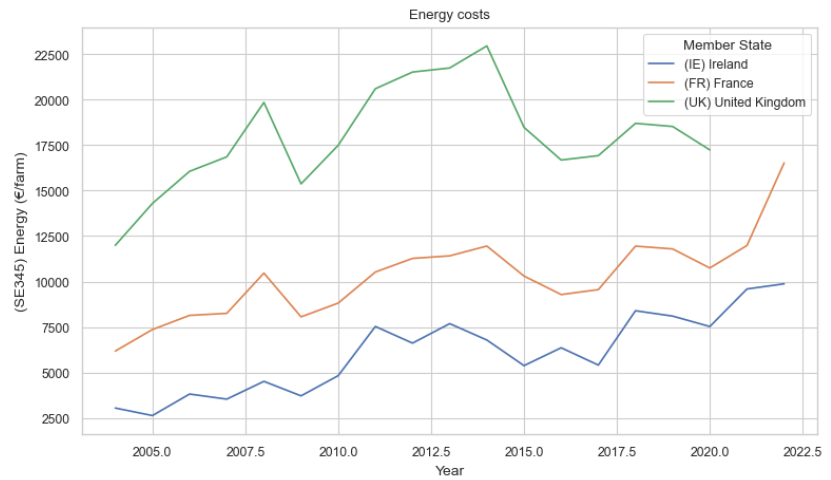 Energy costs
Member State
(IE) Ireland
(FR) France
(UK) United Kingdom
(SE345) Energy (€/farm)
22500
20000
17500
15000
12500
10000
7500
5000
2500
2005.0 2007.5 2010.0 2012.5 2015.0 2017.5 2020.0 2022.5
Year